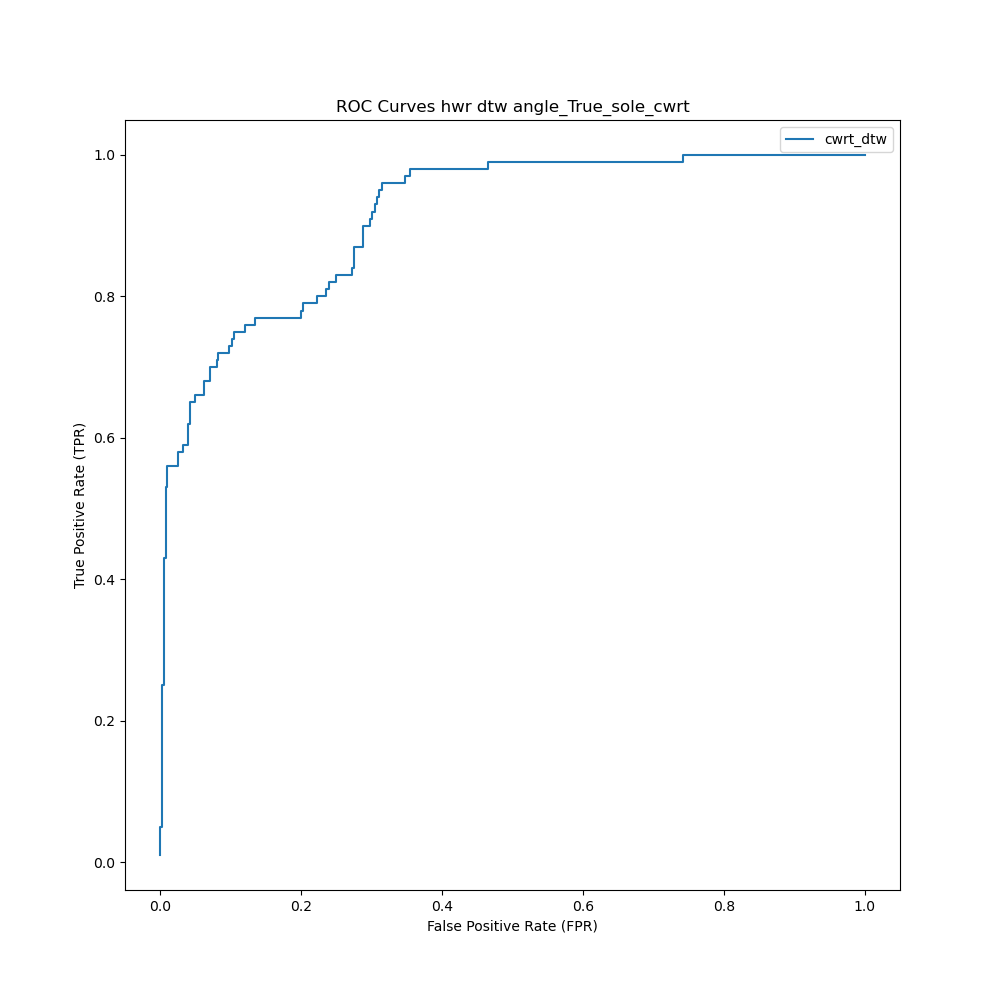 ROC Curves hwr dtw angle_True_sole_cwrt
cwrt_dtw
1.0
0.8
0.6
0.4
0.2
0.0
True Positive Rate (TPR)
0.0 0.2 0.4 0.6 0.8 1.0
False Positive Rate (FPR)